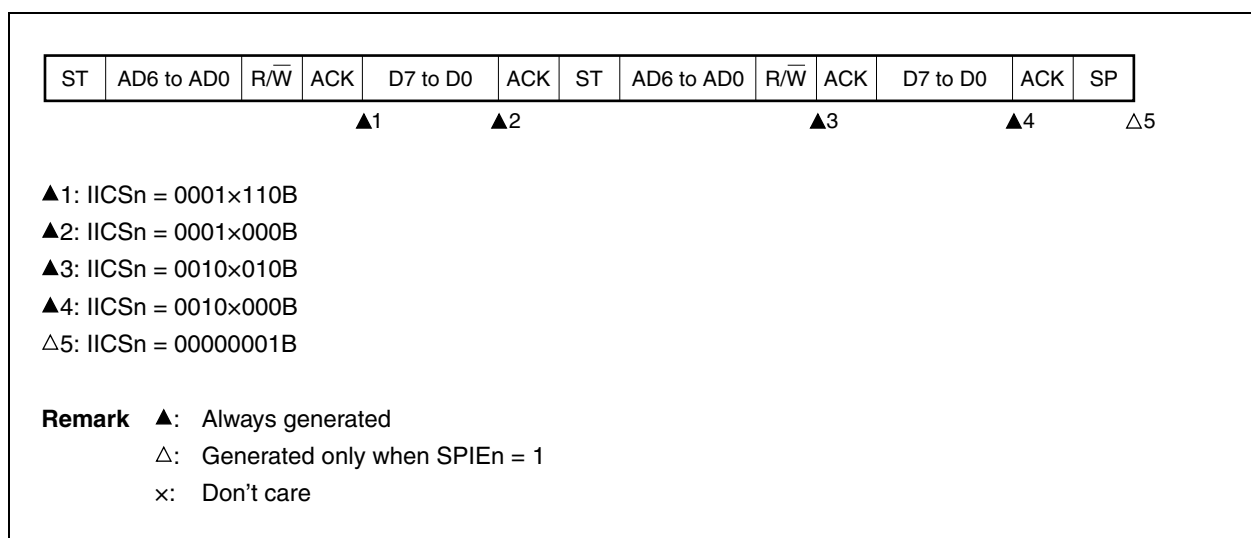 ST AD6 to AD0 R/W̅ ACK D7 to D0 ACK ST AD6 to AD0 R/W̅ ACK D7 to D0 ACK SP
▲1 ▲2 ▲3 ▲4 △5
▲1: IICSn = 0001×110B
▲2: IICSn = 0001×000B
▲3: IICSn = 0010×010B
▲4: IICSn = 0010×000B
△5: IICSn = 00000001B
Remark ▲: Always generated
△: Generated only when SPIEn = 1
×: Don't care